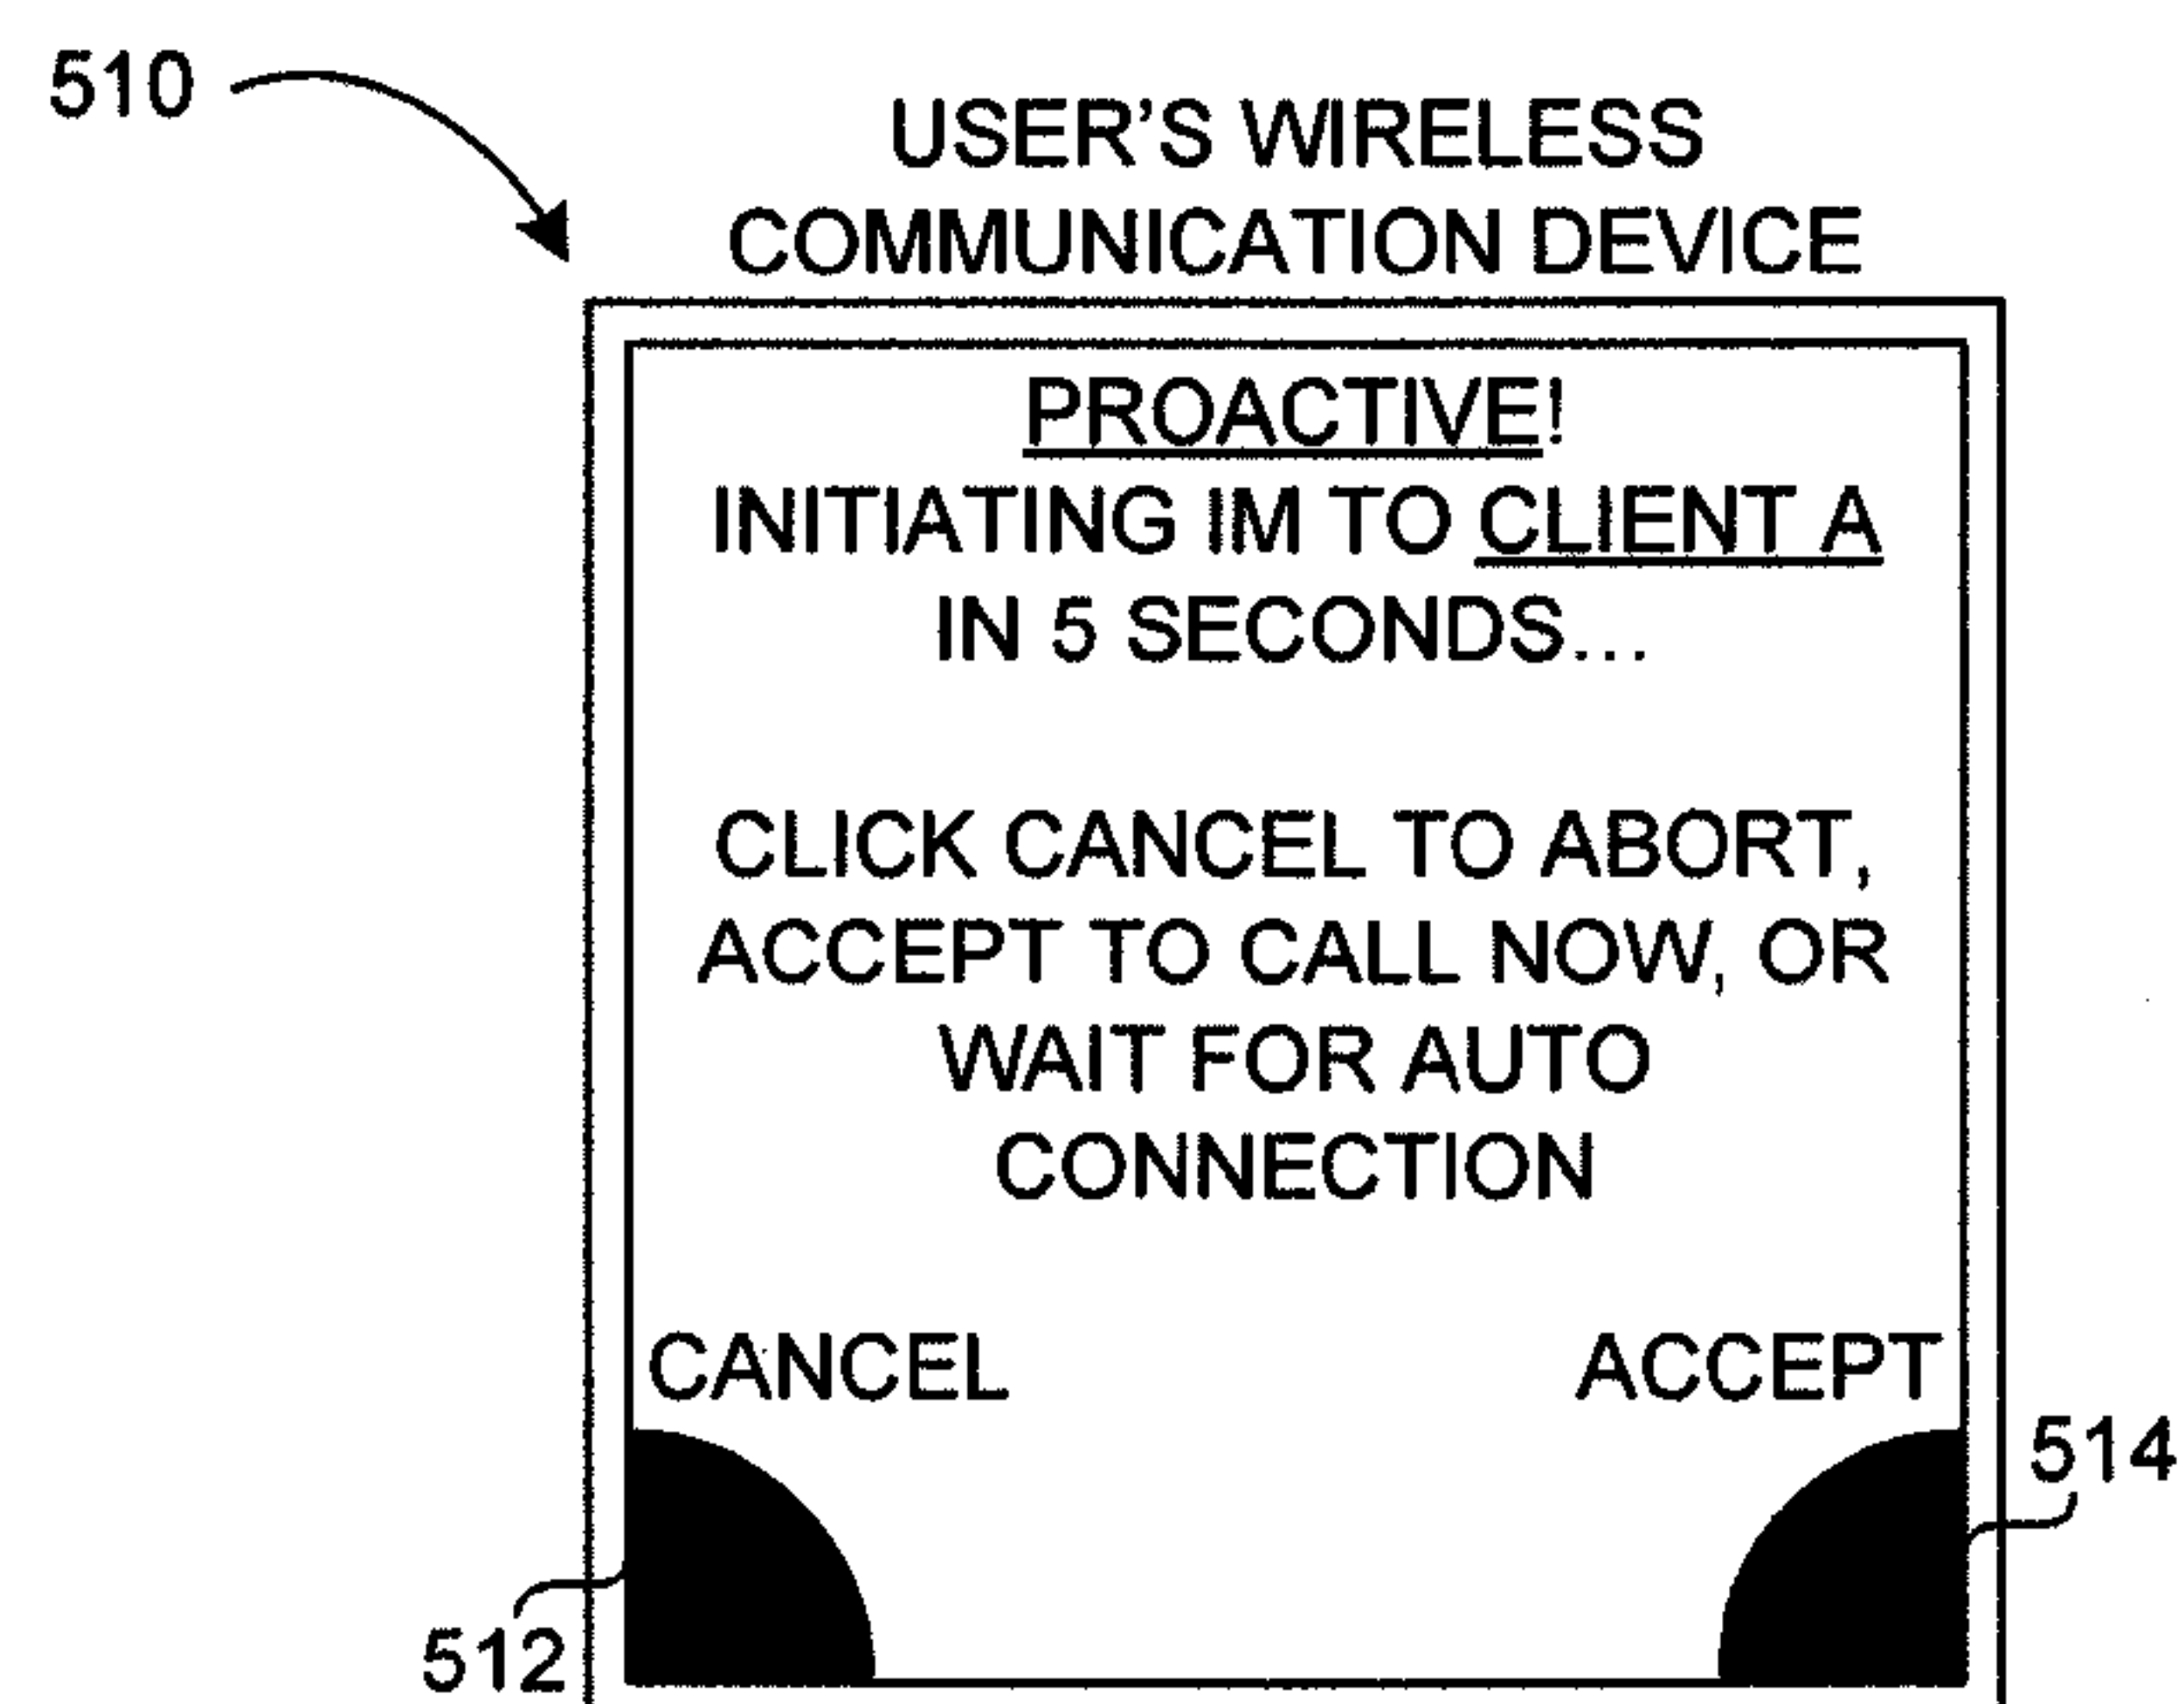 510
USER'S WIRELESS
COMMUNICATION DEVICE
PROACTIVE!
INITIATING IM TO CLIENT A
IN 5 SECONDS...
CLICK CANCEL TO ABORT,
ACCEPT TO CALL NOW, OR
WAIT FOR AUTO
CONNECTION
CANCEL
ACCEPT
514
512